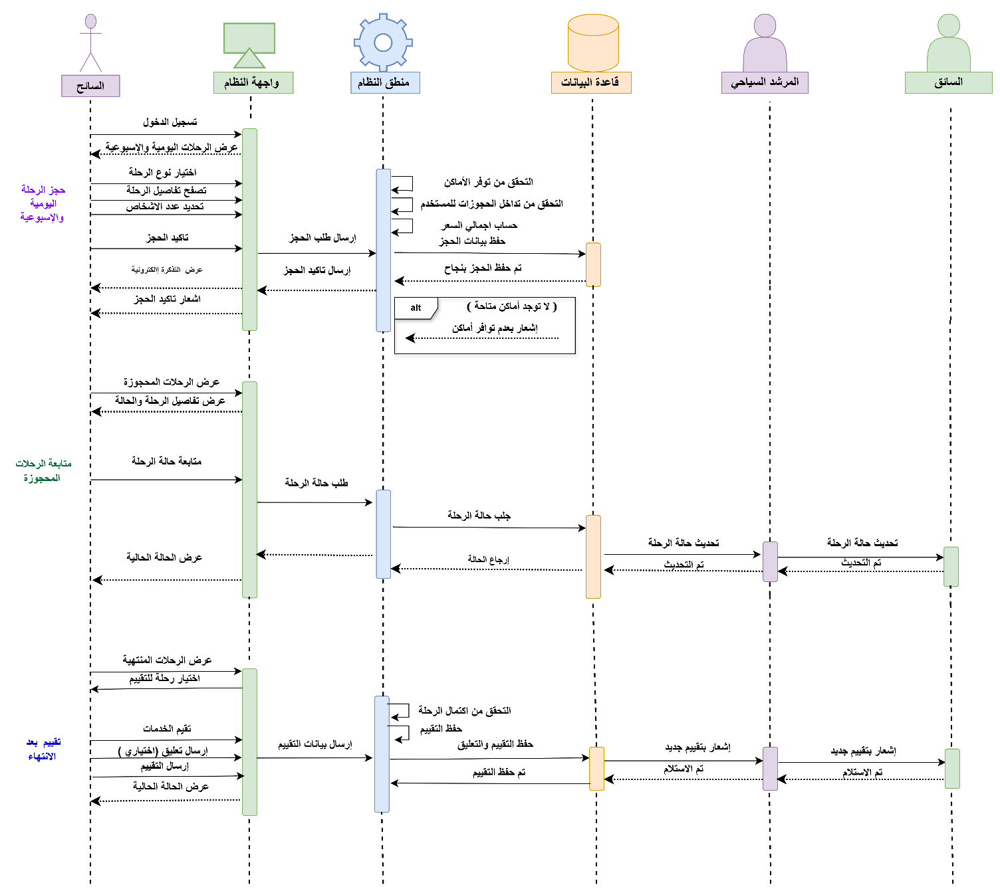 السائح
واجهة النظام
منطق النظام
قاعدة البيانات
المرشد السياحي
السائق
تسجيل الدخول
عرض الرحلات اليومية والإسبوعية
اختيار نوع الرحلة
تصفح تفاصيل الرحلة
تحديد عدد الاشخاص
حجز الرحلة
اليومية
والإسبوعية
التحقق من توفر الأماكن
التحقق من تداخل الحجوزات للمستخدم
حساب اجمالي السعر
تاكيد الحجز
إرسال طلب الحجز
حفظ بيانات الحجز
عرض التذكرة إالكترونية
إرسال تاكيد الحجز
تم حفظ الحجز بنجاح
اشعار تاكيد الحجز
alt
( لا توجد أماكن متاحة )
إشعار بعدم توافر أماكن
عرض الرحلات المحجوزة
عرض تفاصيل الرحلة والحالة
متابعة الرحلات
المحجوزة
متابعة حالة الرحلة
طلب حالة الرحلة
جلب حالة الرحلة
تحديث حالة الرحلة
تحديث حالة الرحلة
عرض الحالة الحالية
إرجاع الحالة
تم التحديث
تم التحديث
عرض الرحلات المنتهية
اختيار رحلة للتقييم
التحقق من اكتمال الرحلة
حفظ التقييم
تقييم بعد
الانتهاء
تقيم الخدمات
إرسال تعليق (اختياري )
إرسال التقييم
إرسال بيانات التقييم
حفظ التقييم والتعليق
إشعار بتقييم جديد
إشعار بتقييم جديد
تم حفظ التقييم
تم الاستلام
تم الاستلام
عرض الحالة الحالية